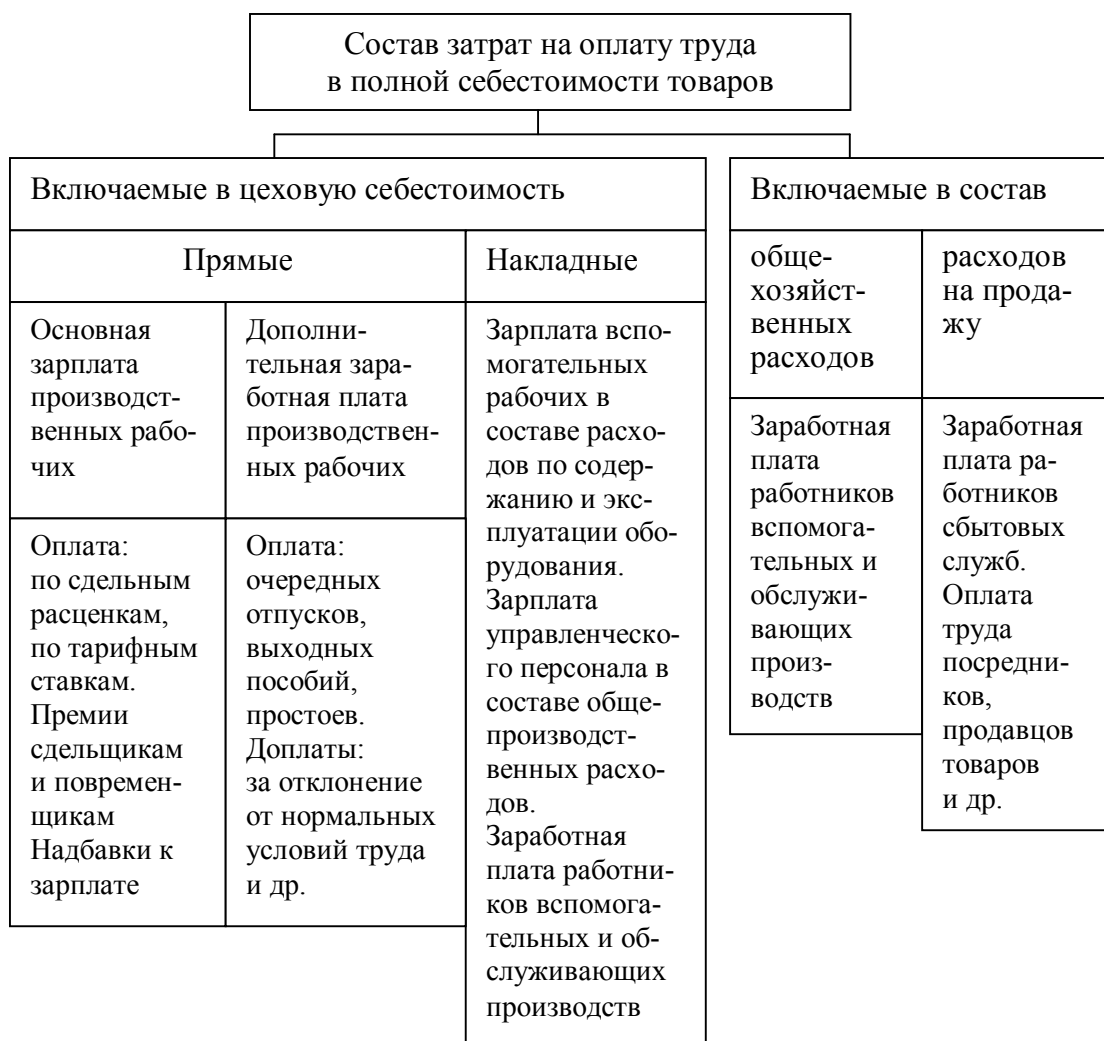 Состав затрат на оплату труда
в полной себестоимости товаров
Включаемые в цеховую себестоимость
Прямые
Накладные
Основная
зарплата
производст-
венных рабо-
чих
Дополни-
тельная зара-
ботная плата
производствен-
ных рабочих
Оплата:
по сдельным
расценкам,
по тарифным
ставкам.
Премии
сдельщикам
и повремен-
щикам
Надбавки к
зарплате
Оплата:
очередных
отпусков,
выходных
пособий,
простоев.
Доплаты:
за отклонение
от нормальных
условий труда
и др.
Зарплата вспо-
могательных
рабочих в
составе расхо-
дов по содер-
жанию и экс-
плуатации обо-
рудования.
Зарплата
управленческо-
го персонала в
составе обще-
производст-
венных расхо-
дов.
Заработная
плата работни-
ков вспомога-
тельных и об-
служивающих
производств
Включаемые в состав
обще-
хозяйст-
венных
расходов
расходов
на прода-
жу
Заработная
плата
работников
вспомога-
тельных и
обслужи-
вающих
произ-
водств
Заработная
плата ра-
ботников
сбытовых
служб.
Оплата
труда
посредни-
ков,
продавцов
товаров
и др.